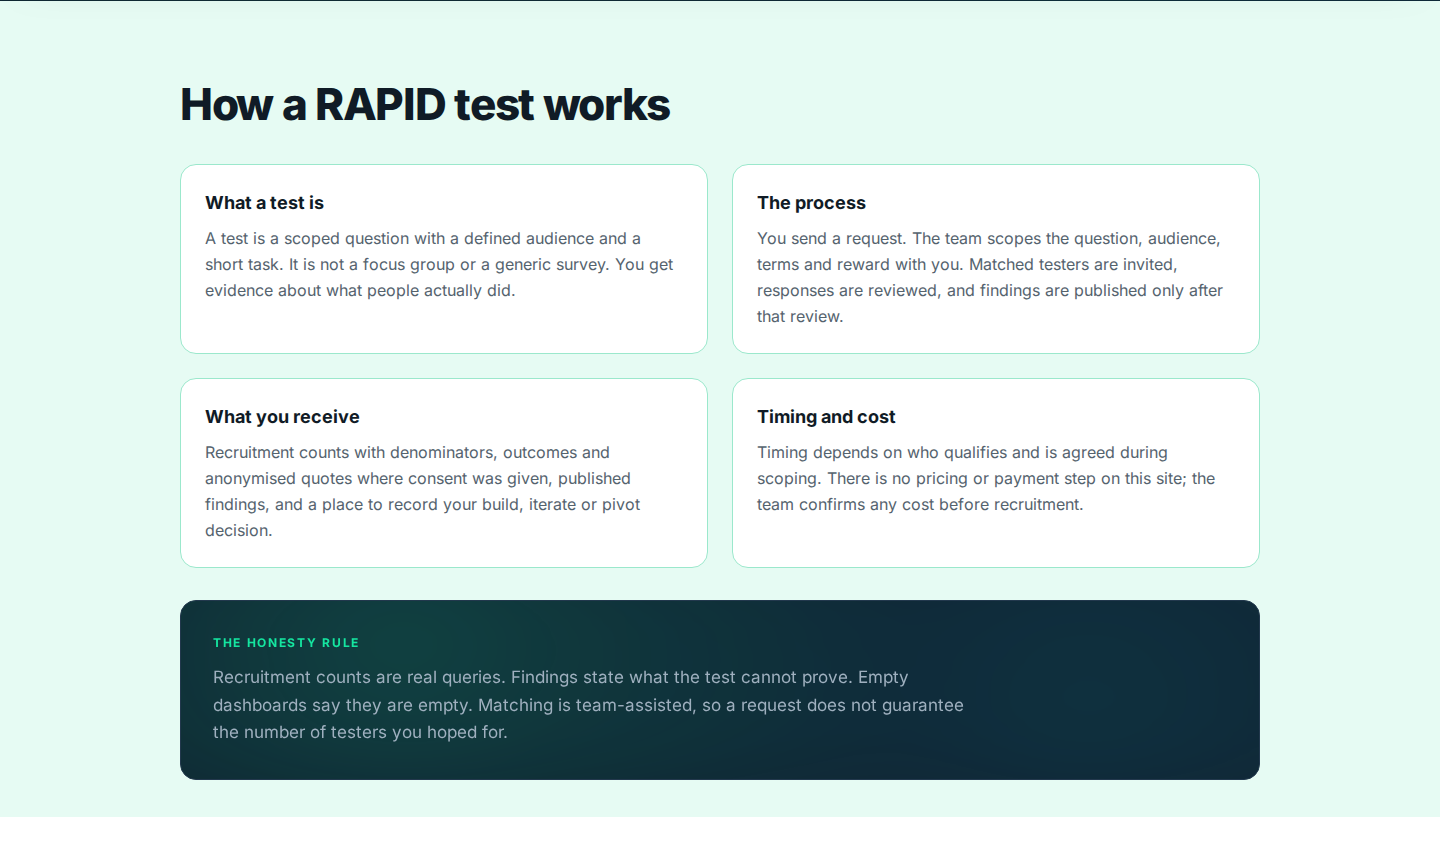 How a RAPID test works
What a test is
A test is a scoped question with a defined audience and a
short task. It is not a focus group or a generic survey. You get
evidence about what people actually did.
The process
You send a request. The team scopes the question, audience,
terms and reward with you. Matched testers are invited,
responses are reviewed, and findings are published only after
that review.
What you receive
Recruitment counts with denominators, outcomes and
anonymised quotes where consent was given, published
findings, and a place to record your build, iterate or pivot
decision.
Timing and cost
Timing depends on who qualifies and is agreed during
scoping. There is no pricing or payment step on this site; the
team confirms any cost before recruitment.
THE HONESTY RULE
Recruitment counts are real queries. Findings state what the test cannot prove. Empty
dashboards say they are empty. Matching is team-assisted, so a request does not guarantee
the number of testers you hoped for.